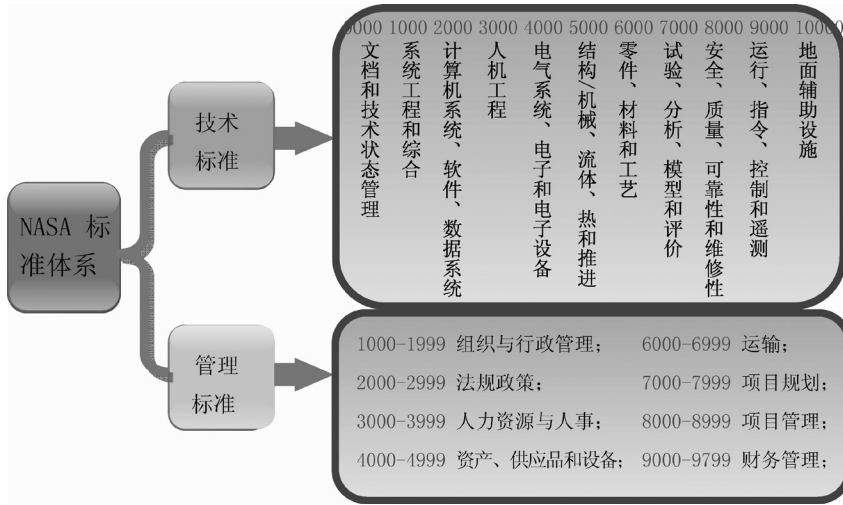 NASA 标
准体系
技术
标准
0000 1000 2000 3000 4000 5000 6000 7000 8000 9000 10000
文档和技术状态管理
系统工程和综合
计算机系统、软件、数据系统
人机工程
电气系统、电子和电子设备
结构/机械、流体、热和推进
零件、材料和工艺
试验、分析、模型和评价
安全、质量、可靠性和维修性
运行、指令、控制和遥测
地面辅助设施
管理
标准
1000-1999 组织与行政管理； 6000-6999 运输；
2000-2999 法规政策； 7000-7999 项目规划；
3000-3999 人力资源与人事； 8000-8999 项目管理；
4000-4999 资产、供应品和设备； 9000-9799 财务管理；